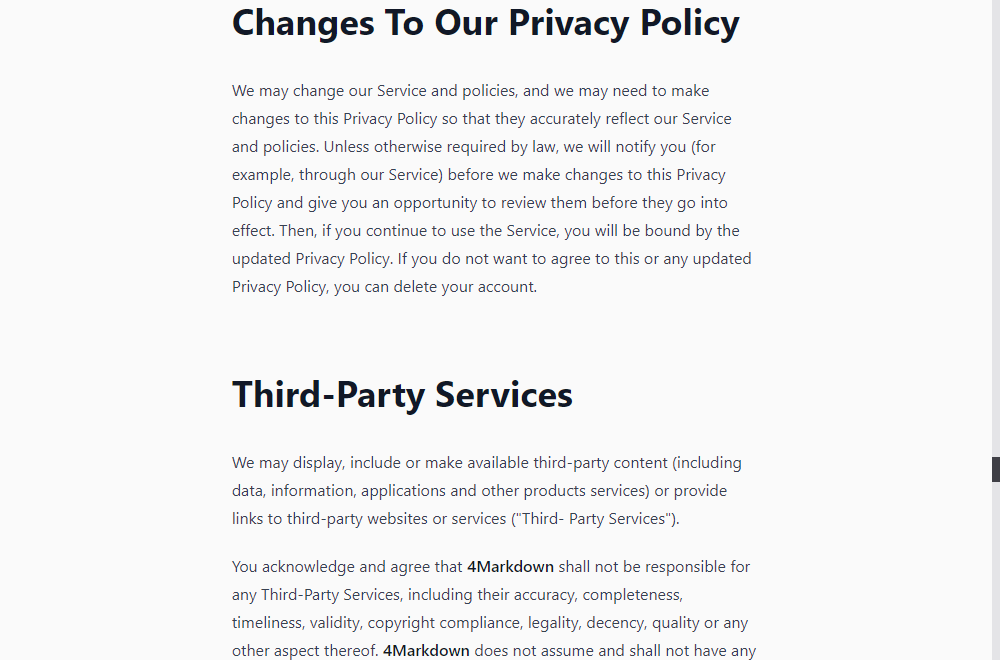 Changes To Our Privacy Policy
We may change our Service and policies, and we may need to make
changes to this Privacy Policy so that they accurately reflect our Service
and policies. Unless otherwise required by law, we will notify you (for
example, through our Service) before we make changes to this Privacy
Policy and give you an opportunity to review them before they go into
effect. Then, if you continue to use the Service, you will be bound by the
updated Privacy Policy. If you do not want to agree to this or any updated
Privacy Policy, you can delete your account.
Third-Party Services
We may display, include or make available third-party content (including
data, information, applications and other products services) or provide
links to third-party websites or services ("Third- Party Services").
You acknowledge and agree that 4Markdown shall not be responsible for
any Third-Party Services, including their accuracy, completeness,
timeliness, validity, copyright compliance, legality, decency, quality or any
other aspect thereof. 4Markdown does not assume and shall not have any